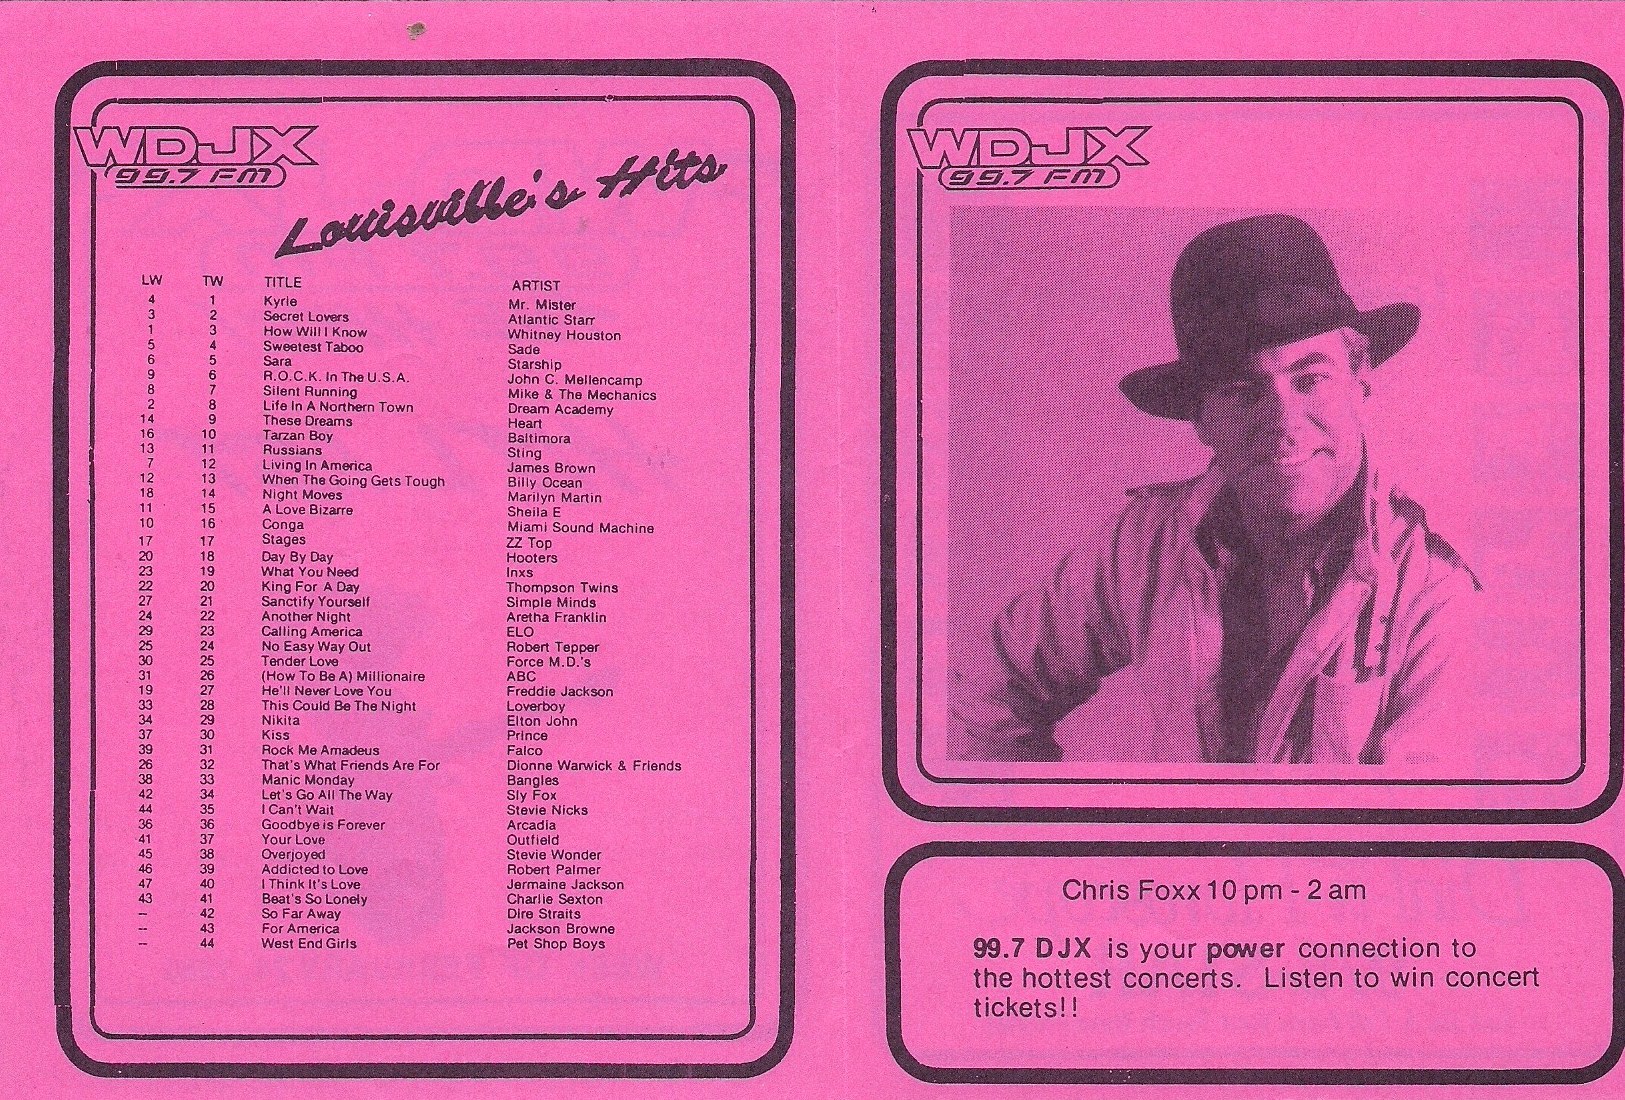 WDJX
99.7 FM
Louisville's Hits
LW TW TITLE ARTIST
4 1 Kyrie Mr. Mister
3 2 Secret Lovers Atlantic Starr
1 3 How Will I Know Whitney Houston
5 4 Sweetest Taboo Sade
6 5 Sara Starship
9 6 R.O.C.K. In The U.S.A. John C. Mellencamp
8 7 Silent Running Mike & The Mechanics
2 8 Life In A Northern Town Dream Academy
14 9 These Dreams Heart
16 10 Tarzan Boy Baltimora
13 11 Russians Sting
7 12 Living In America James Brown
12 13 When The Going Gets Tough Billy Ocean
18 14 Night Moves Marilyn Martin
11 15 A Love Bizarre Sheila E
10 16 Conga Miami Sound Machine
17 17 Stages ZZ Top
20 18 Day By Day Hooters
23 19 What You Need Inxs
22 20 King For A Day Thompson Twins
27 21 Sanctify Yourself Simple Minds
24 22 Another Night Aretha Franklin
29 23 Calling America ELO
25 24 No Easy Way Out Robert Tepper
30 25 Tender Love Force M.D.'s
31 26 (How To Be A) Millionaire ABC
19 27 He'll Never Love You Freddie Jackson
33 28 This Could Be The Night Loverboy
34 29 Nikita Elton John
37 30 Kiss Prince
39 31 Rock Me Amadeus Falco
26 32 That's What Friends Are For Dionne Warwick & Friends
38 33 Manic Monday Bangles
42 34 Let's Go All The Way Sly Fox
44 35 I Can't Wait Stevie Nicks
36 36 Goodbye is Forever Arcadia
41 37 Your Love Outfield
45 38 Overjoyed Stevie Wonder
46 39 Addicted to Love Robert Palmer
47 40 I Think It's Love Jermaine Jackson
43 41 Beat's So Lonely Charlie Sexton
-- 42 So Far Away Dire Straits
-- 43 For America Jackson Browne
-- 44 West End Girls Pet Shop Boys
WDJX
99.7 FM
Chris Foxx 10 pm - 2 am
99.7 DJX is your power connection to
the hottest concerts. Listen to win concert
tickets!!